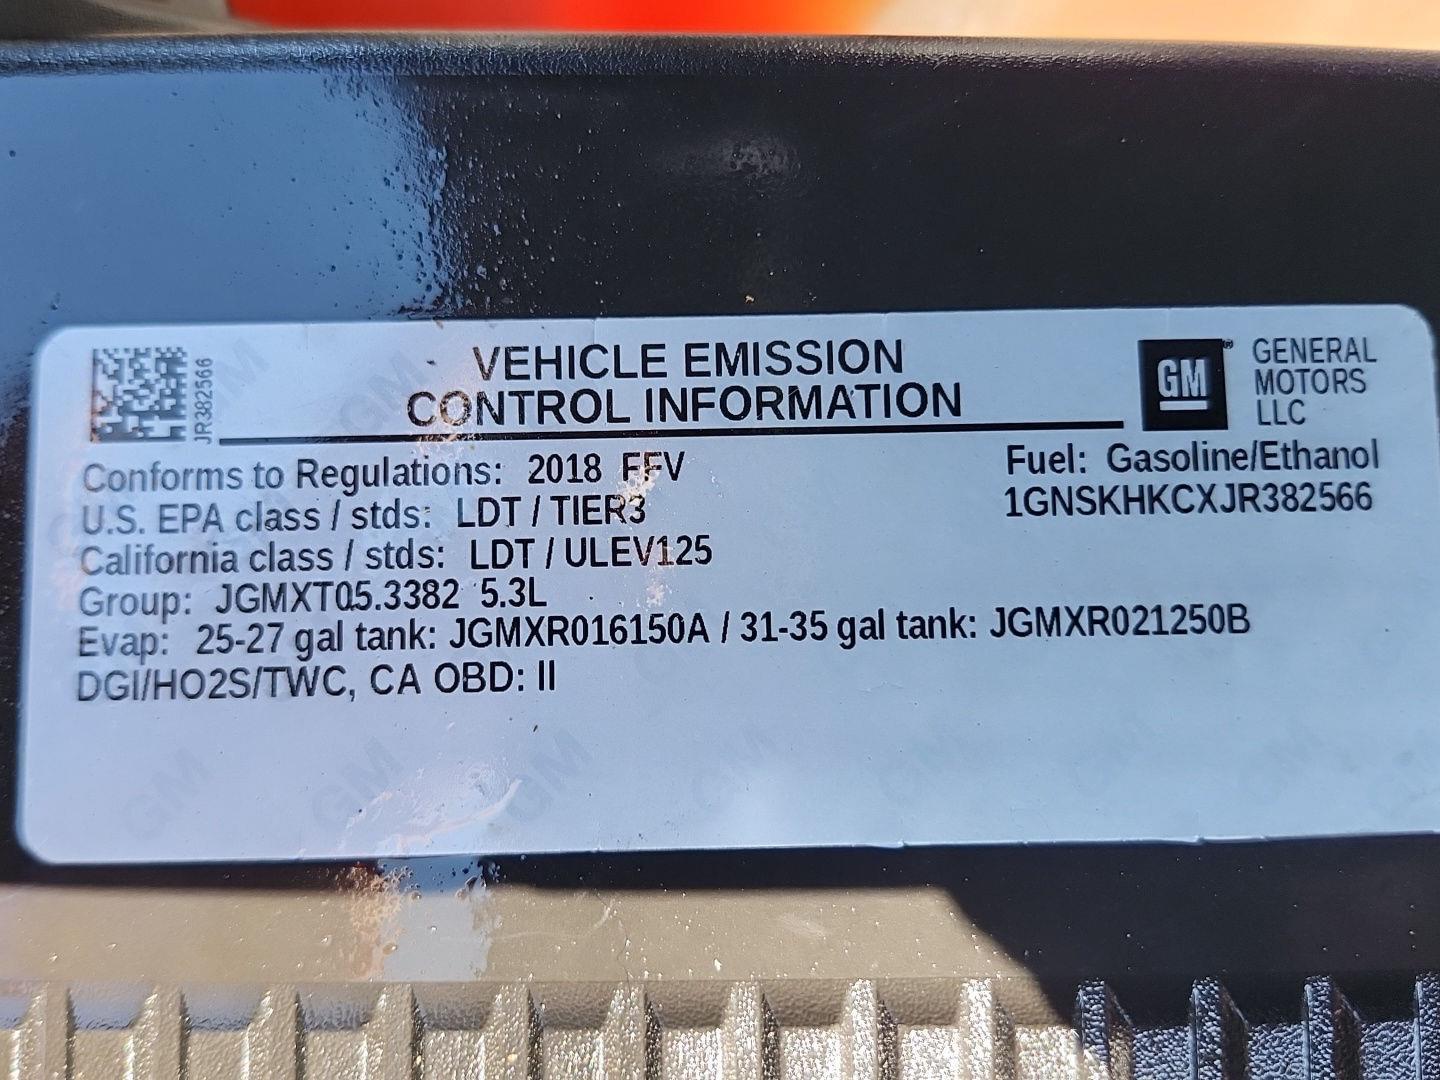 JR382566
VEHICLE EMISSION
CONTROL INFORMATION
GM®
GENERAL
MOTORS
LLC
Conforms to Regulations: 2018 FFV
Fuel: Gasoline/Ethanol
U.S. EPA class / stds: LDT / TIER3
1GNSKHKCXJR382566
California class / stds: LDT / ULEV125
Group: JGMXT05.3382 5.3L
Evap: 25-27 gal tank: JGMXR016150A / 31-35 gal tank: JGMXR021250B
DGI/HO2S/TWC, CA OBD: II